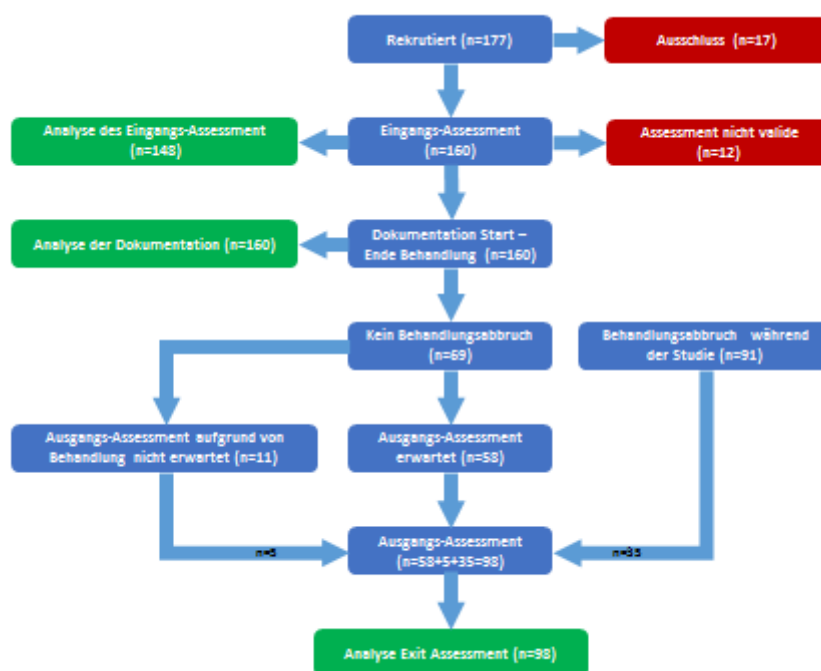 Rekrutiert (n=177)
Ausschluss (n=17)
Analyse des Eingangs-Assessment
(n=148)
Eingangs-Assessment
(n=160)
Assessment nicht valide
(n=12)
Analyse der Dokumentation (n=160)
Dokumentation Start –
Ende Behandlung (n=160)
Kein Behandlungsabbruch
(n=69)
Behandlungsabbruch während
der Studie (n=91)
Ausgangs-Assessment aufgrund von
Behandlung nicht erwartet (n=11)
Ausgangs-Assessment
erwartet (n=58)
n=5
Ausgangs-Assessment
(n=58+5+35=98)
n=35
Analyse Exit Assessment (n=98)